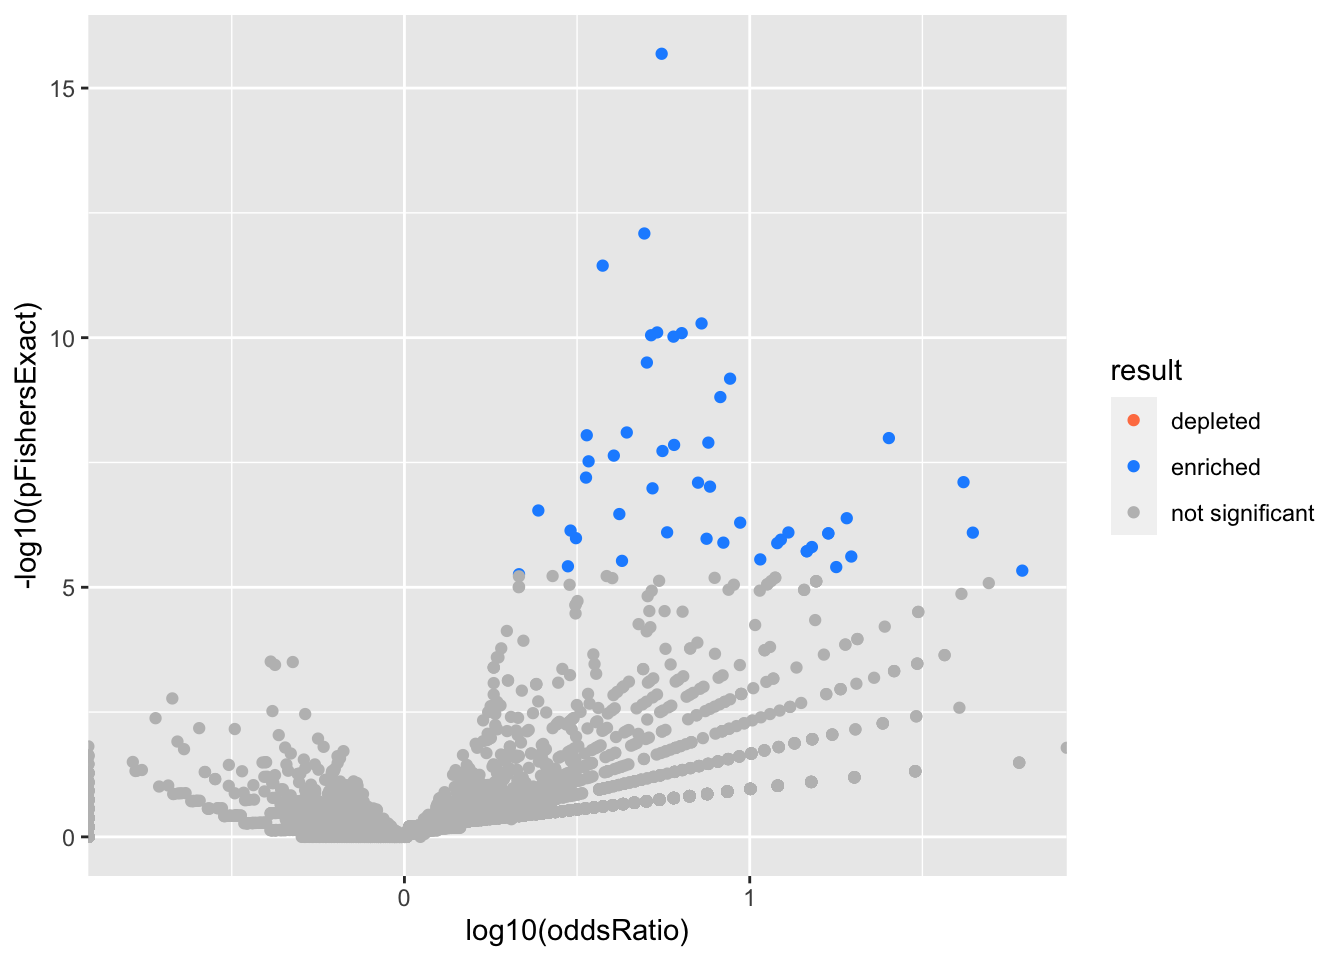 15
10
5
0
0
1
-log10(pFishersExact)
log10(oddsRatio)
result
depleted
enriched
not significant